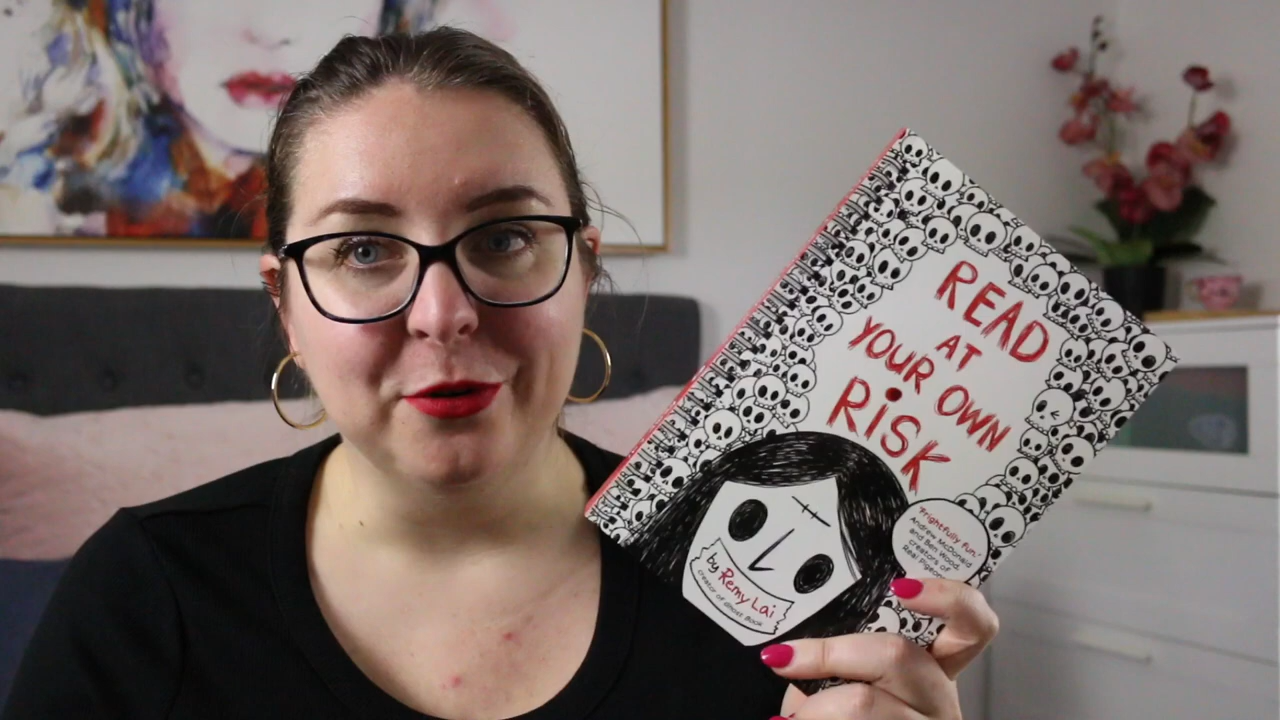 READ
AT
YOUR OWN
RiSK
'Frightfully fun.'
Andrew McDonald
and Ben Wood,
creators of
Real Pigeons
by Remy Lai
creator of Ghost Book